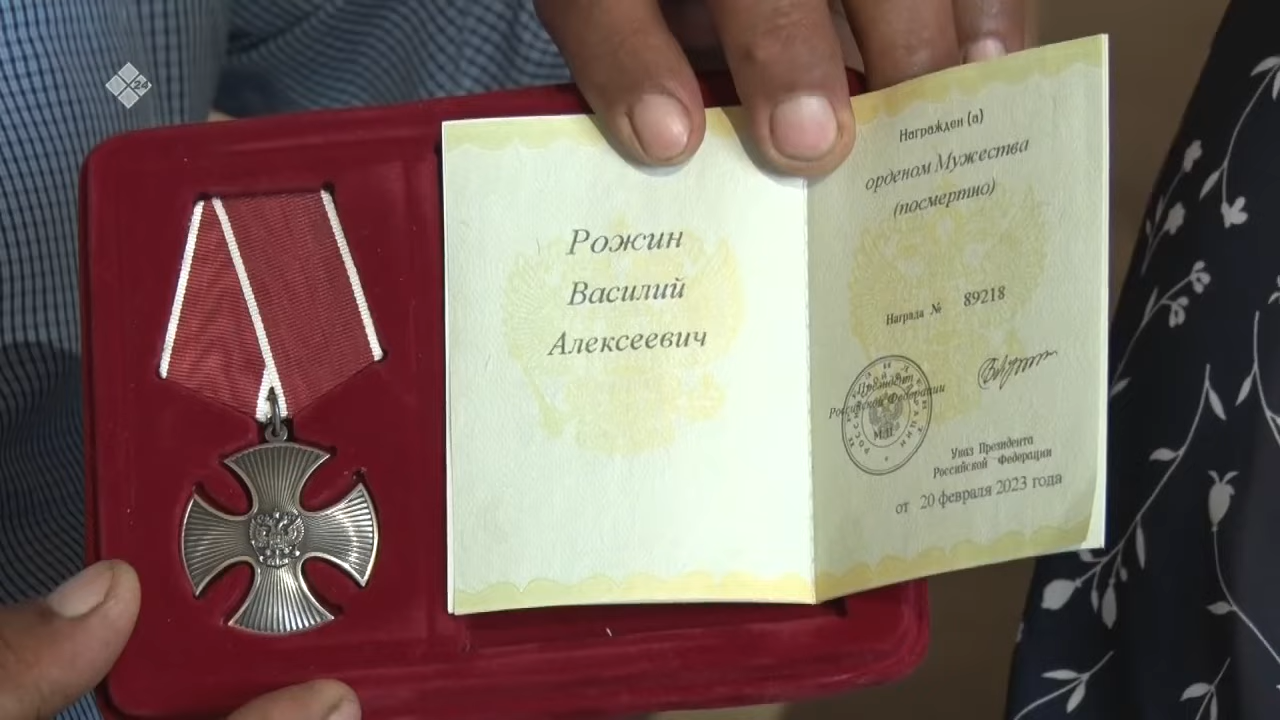 24
Рожин
Василий
Алексеевич
Награжден (а)
орденом Мужества
(посмертно)
Награда № 89218
Президент
Российской Федерации
М.П.
Указ Президента
Российской Федерации
от 20 февраля 2023 года